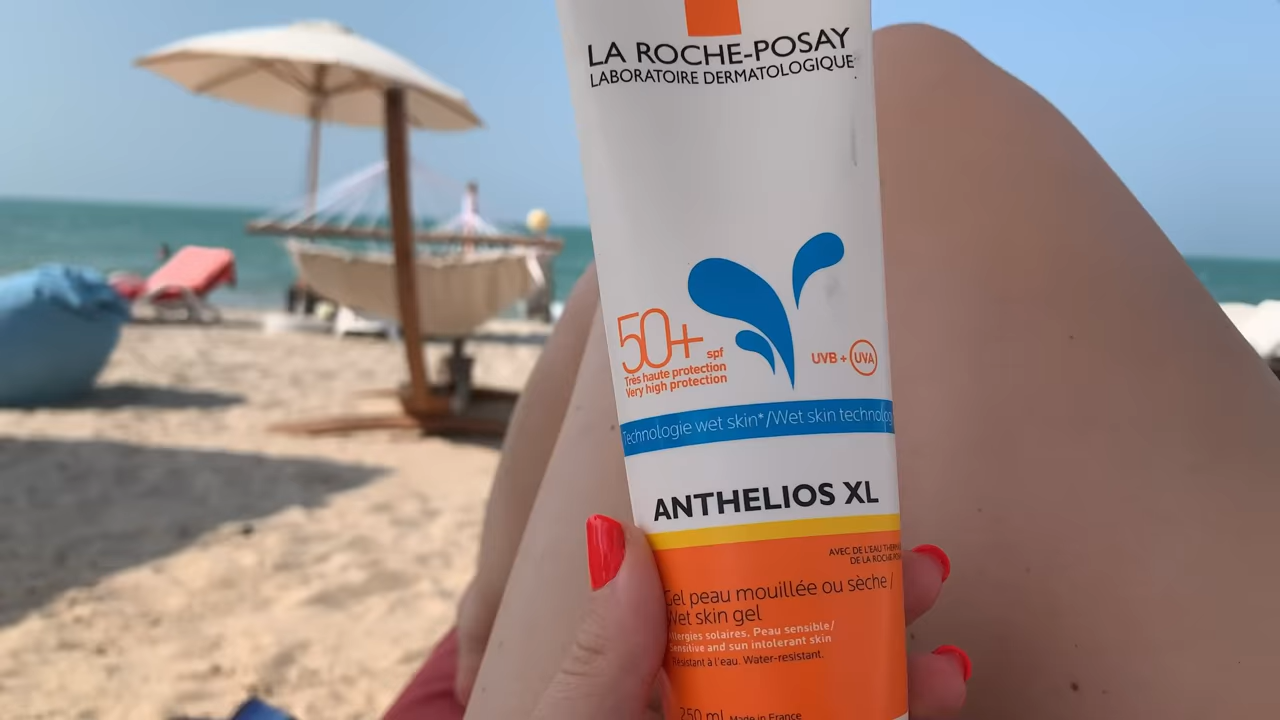 LA ROCHE-POSAY
LABORATOIRE DERMATOLOGIQUE
50+ spf
Très haute protection
Very high protection
UVB + UVA
Technologie wet skin*/Wet skin technolog
ANTHELIOS XL
AVEC DE L'EAU THERM
DE LA ROCHE-POSA
Gel peau mouillée ou sèche /
Wet skin gel
Allergies solaires. Peau sensible/
Sensitive and sun intolerant skin
Résistant à l'eau. Water-resistant.
250 ml Made in France